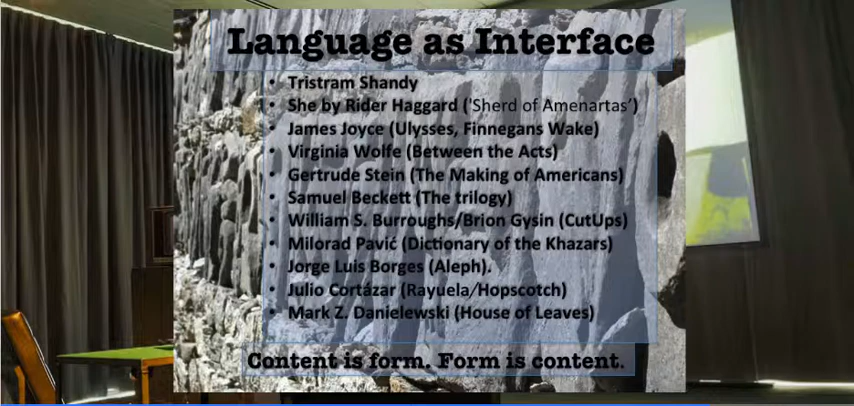 Language as Interface
• Tristram Shandy
• She by Rider Haggard ('Sherd of Amenartas')
• James Joyce (Ulysses, Finnegans Wake)
• Virginia Wolfe (Between the Acts)
• Gertrude Stein (The Making of Americans)
• Samuel Beckett (The trilogy)
• William S. Burroughs/Brion Gysin (CutUps)
• Milorad Pavić (Dictionary of the Khazars)
• Jorge Luis Borges (Aleph).
• Julio Cortázar (Rayuela/Hopscotch)
• Mark Z. Danielewski (House of Leaves)
Content is form. Form is content.